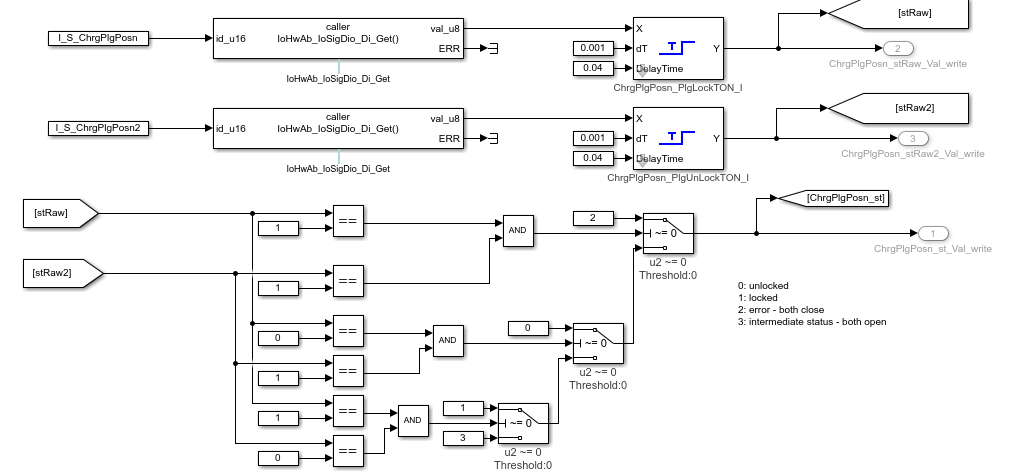 [stRaw]
I_S_ChrgPlgPosn
id_u16
caller
IoHwAb_IoSigDio_Di_Get()
val_u8
ERR
IoHwAb_IoSigDio_Di_Get
0.001
0.04
X
dT
DelayTime
T
Y
ChrgPlgPosn_PlgLockTON_I
2
ChrgPlgPosn_stRaw_Val_write
I_S_ChrgPlgPosn2
id_u16
caller
IoHwAb_IoSigDio_Di_Get()
val_u8
ERR
IoHwAb_IoSigDio_Di_Get
0.001
0.04
X
dT
DelayTime
T
Y
ChrgPlgPosn_PlgUnLockTON_I
[stRaw2]
3
ChrgPlgPosn_stRaw2_Val_write
[stRaw]
1
==
[stRaw2]
1
==
AND
2
~= 0
u2 ~= 0
Threshold:0
[ChrgPlgPosn_st]
1
ChrgPlgPosn_st_Val_write
0: unlocked
1: locked
2: error - both close
3: intermediate status - both open
0
==
1
==
AND
0
~= 0
u2 ~= 0
Threshold:0
1
==
0
==
AND
1
3
~= 0
u2 ~= 0
Threshold:0